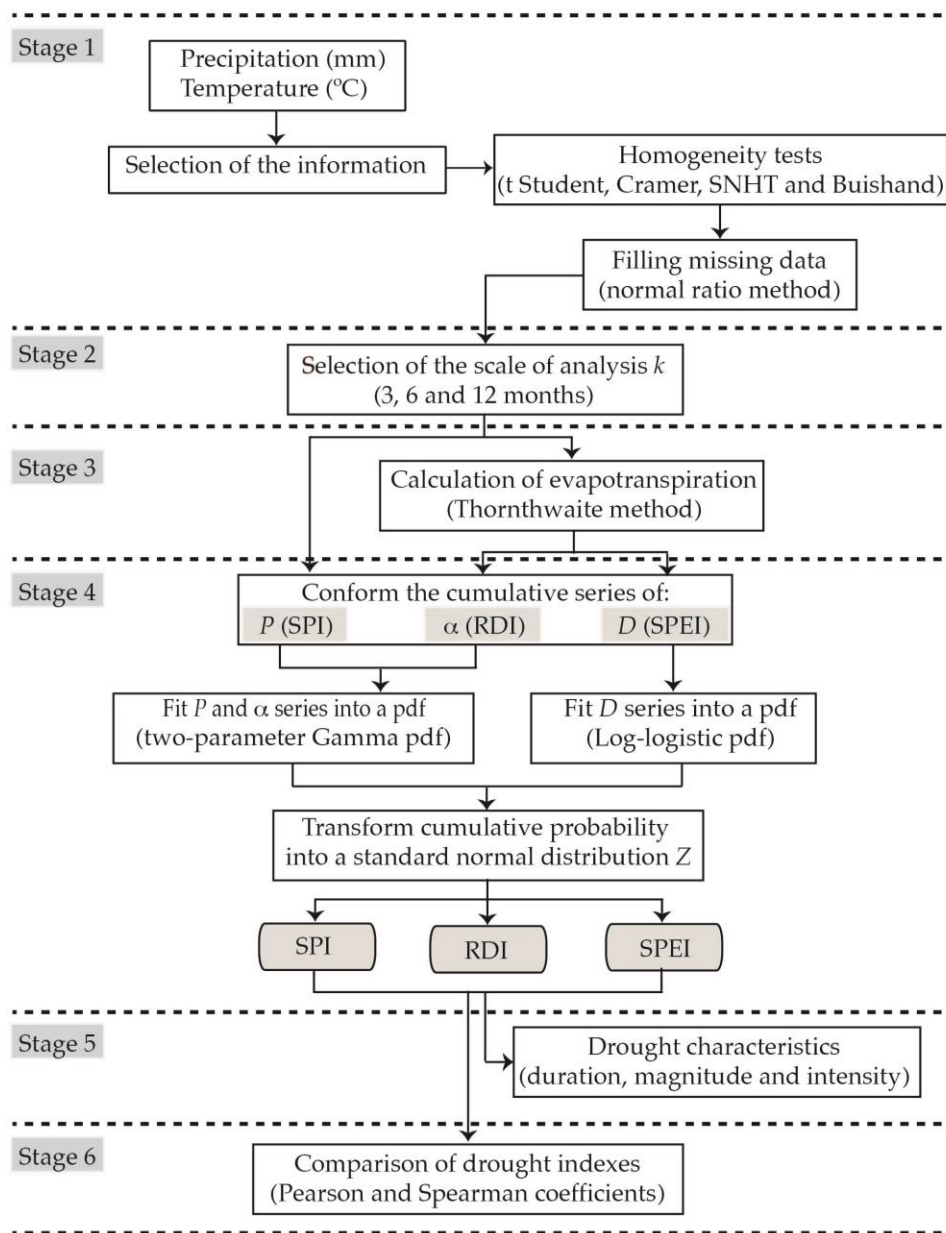 Stage 1
Precipitation (mm)
Temperature (ºC)
Selection of the information
Homogeneity tests
(t Student, Cramer, SNHT and Buishand)
Filling missing data
(normal ratio method)
Stage 2
Selection of the scale of analysis k
(3, 6 and 12 months)
Stage 3
Calculation of evapotranspiration
(Thornthwaite method)
Stage 4
Conform the cumulative series of:
P (SPI) α (RDI) D (SPEI)
Fit P and α series into a pdf
(two-parameter Gamma pdf)
Fit D series into a pdf
(Log-logistic pdf)
Transform cumulative probability
into a standard normal distribution Z
SPI RDI SPEI
Stage 5
Drought characteristics
(duration, magnitude and intensity)
Stage 6
Comparison of drought indexes
(Pearson and Spearman coefficients)